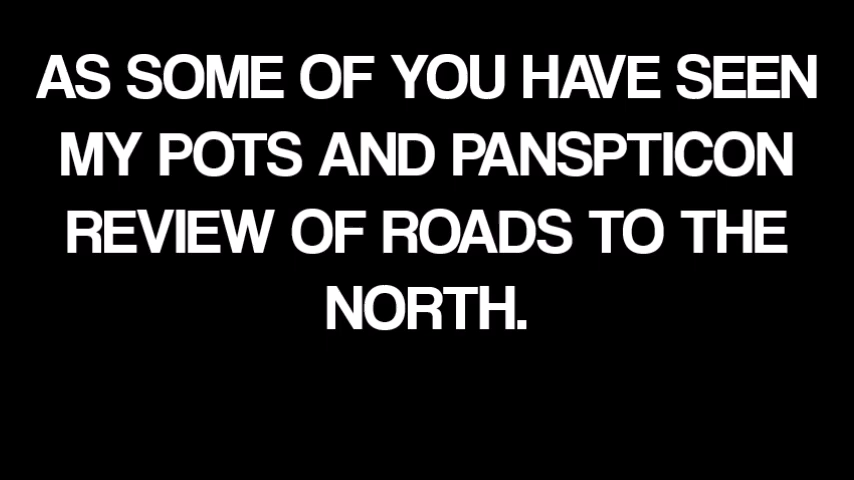 AS SOME OF YOU HAVE SEEN
MY POTS AND PANSPTICON
REVIEW OF ROADS TO THE
NORTH.